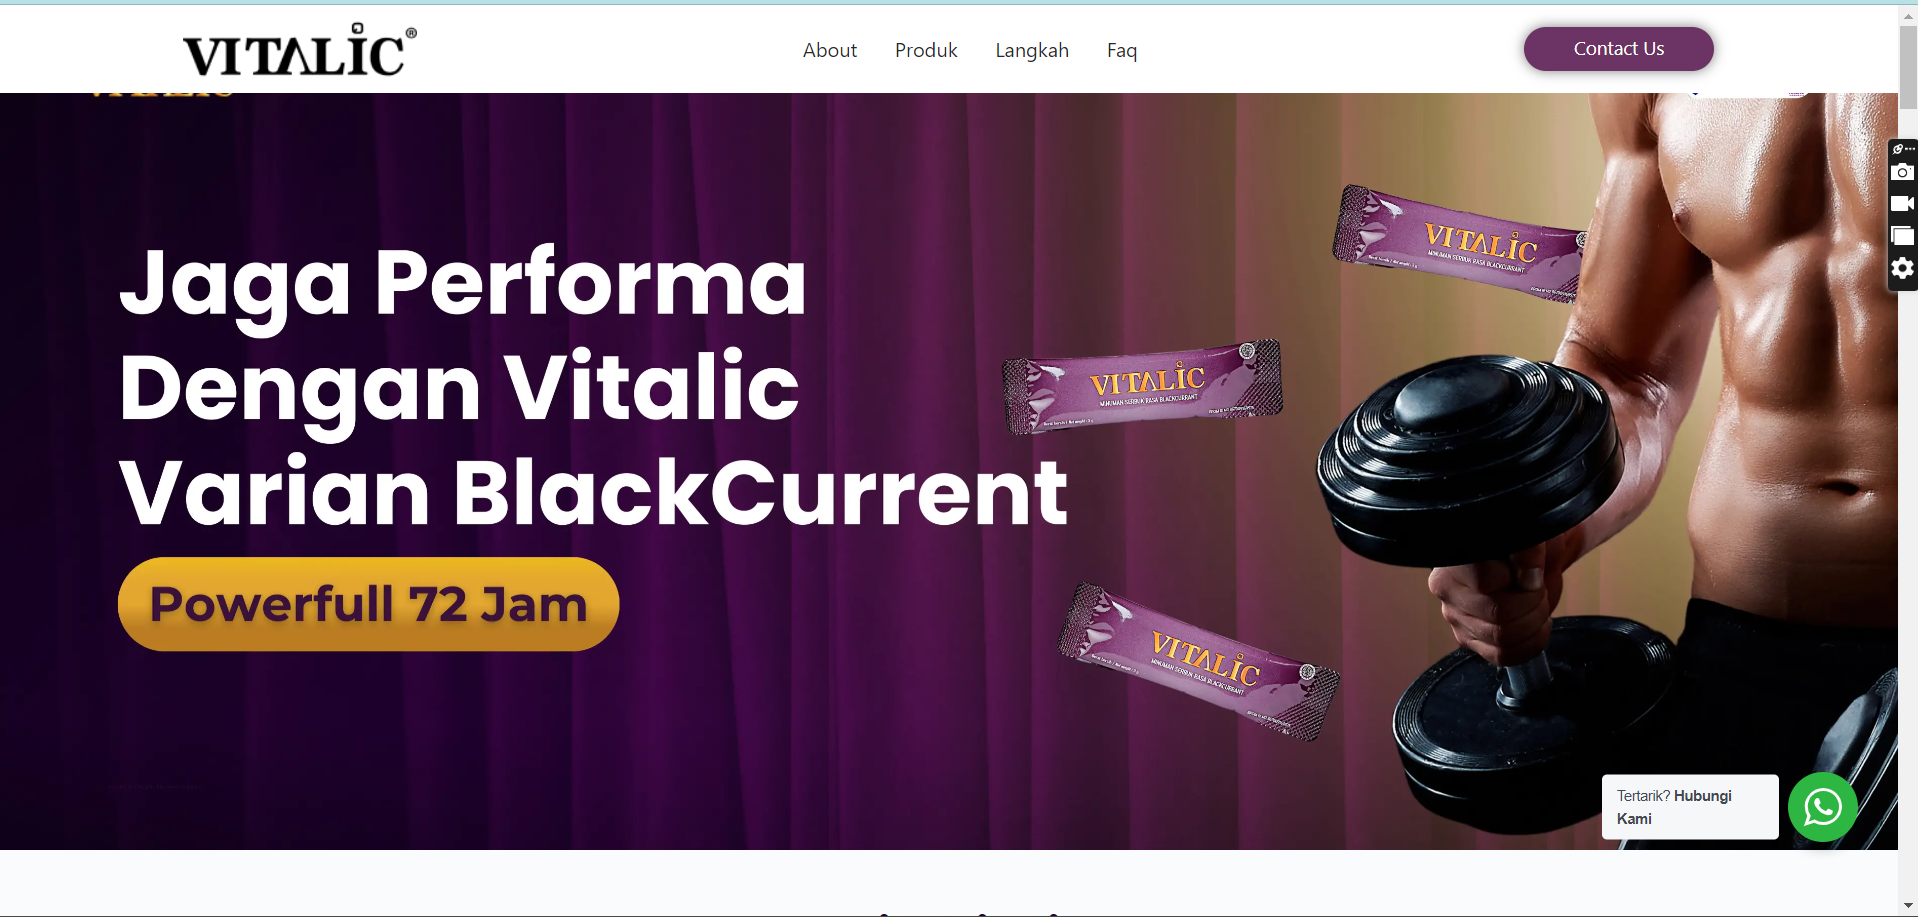 VITALIC®
About
Produk
Langkah
Faq
Contact Us
Jaga Performa
Dengan Vitalic
Varian BlackCurrent
Powerfull 72 Jam
VITALIC
MINUMAN SERBUK RASA BLACKCURRANT
VITALIC
MINUMAN SERBUK RASA BLACKCURRANT
VITALIC
MINUMAN SERBUK RASA BLACKCURRANT
Tertarik? Hubungi
Kami